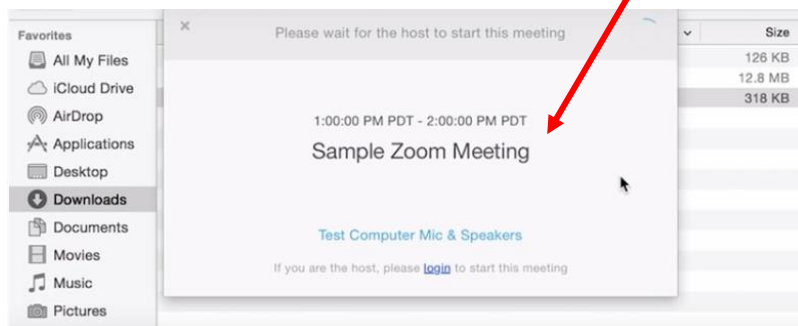 Favorites
All My Files
iCloud Drive
AirDrop
Applications
Desktop
Downloads
Documents
Movies
Music
Pictures
×
Please wait for the host to start this meeting
1:00:00 PM PDT - 2:00:00 PM PDT
Sample Zoom Meeting
Test Computer Mic & Speakers
If you are the host, please login to start this meeting
Size
126 KB
12.8 MB
318 KB